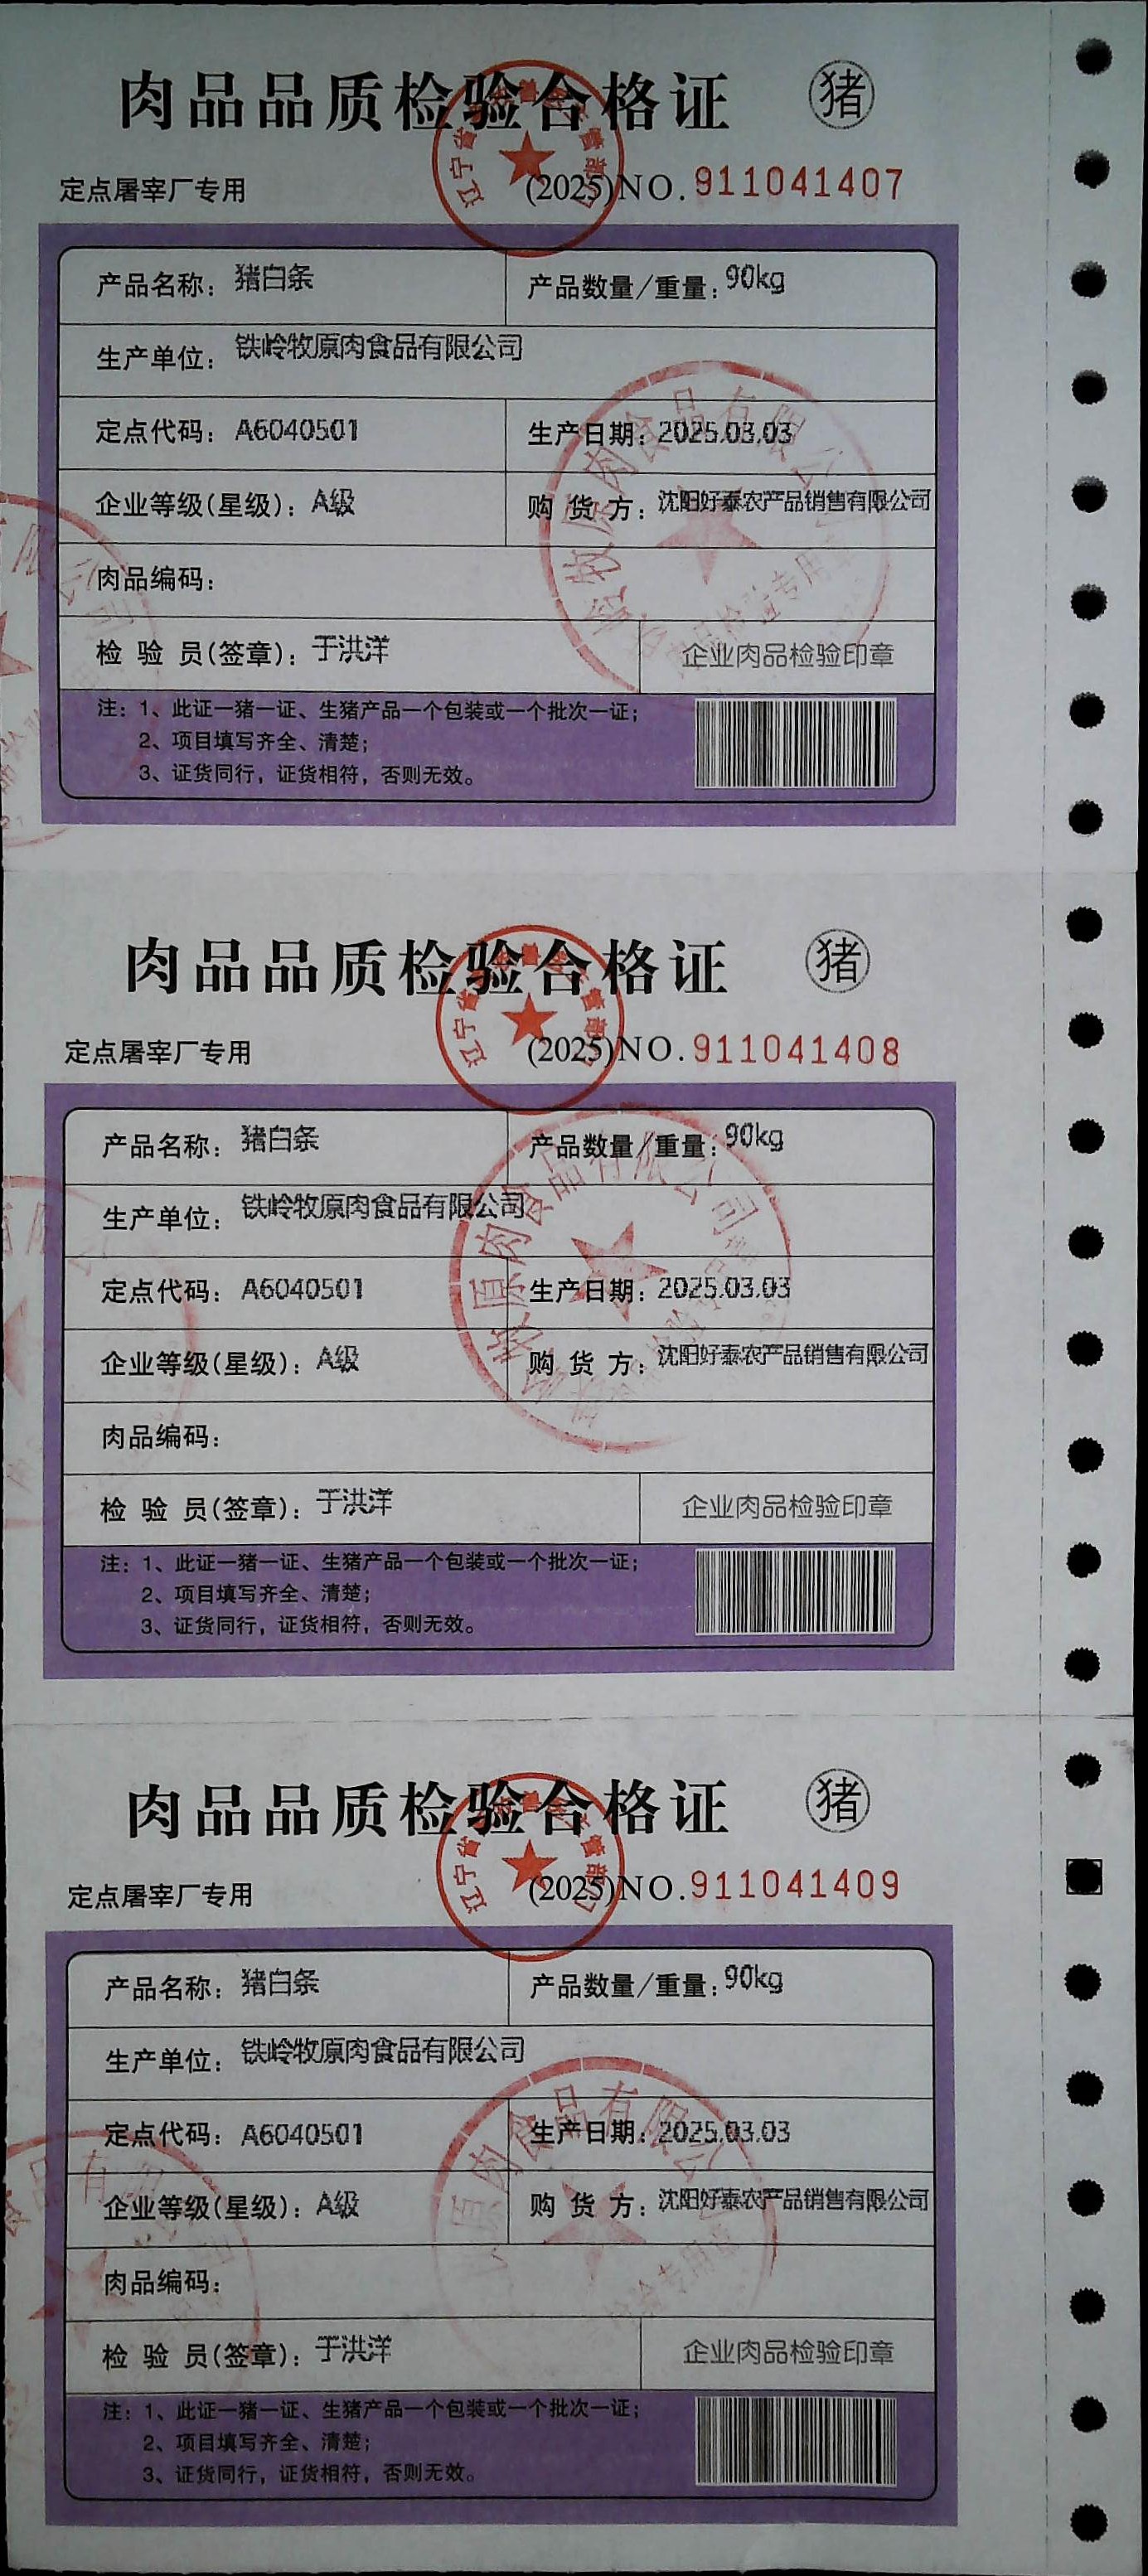 肉品品质检验合格证 猪
定点屠宰厂专用 (2025)NO. 911041407
产品名称：猪白条 产品数量/重量：90kg
生产单位：铁岭牧原肉食品有限公司
定点代码：A6040501 生产日期：2025.03.03
企业等级(星级)：A级 购货方：沈阳好泰农产品销售有限公司
肉品编码：
检验员(签章)：于洪洋 企业肉品检验印章
注：1、此证一猪一证、生猪产品一个包装或一个批次一证；
2、项目填写齐全、清楚；
3、证货同行，证货相符，否则无效。
肉品品质检验合格证 猪
定点屠宰厂专用 (2025)NO. 911041408
产品名称：猪白条 产品数量/重量：90kg
生产单位：铁岭牧原肉食品有限公司
定点代码：A6040501 生产日期：2025.03.03
企业等级(星级)：A级 购货方：沈阳好泰农产品销售有限公司
肉品编码：
检验员(签章)：于洪洋 企业肉品检验印章
注：1、此证一猪一证、生猪产品一个包装或一个批次一证；
2、项目填写齐全、清楚；
3、证货同行，证货相符，否则无效。
肉品品质检验合格证 猪
定点屠宰厂专用 (2025)NO. 911041409
产品名称：猪白条 产品数量/重量：90kg
生产单位：铁岭牧原肉食品有限公司
定点代码：A6040501 生产日期：2025.03.03
企业等级(星级)：A级 购货方：沈阳好泰农产品销售有限公司
肉品编码：
检验员(签章)：于洪洋 企业肉品检验印章
注：1、此证一猪一证、生猪产品一个包装或一个批次一证；
2、项目填写齐全、清楚；
3、证货同行，证货相符，否则无效。